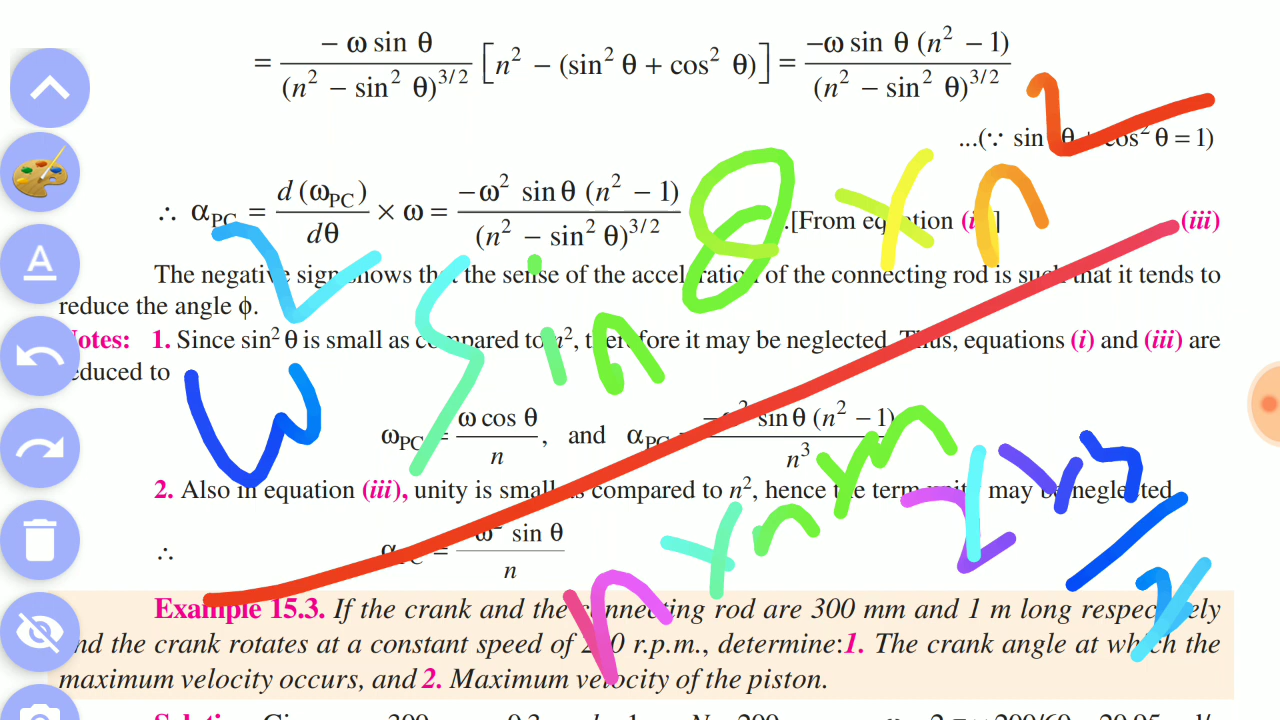 = − ω sin θ / (n² − sin² θ)^3/2 [n² − (sin² θ + cos² θ)] = −ω sin θ (n² − 1) / (n² − sin² θ)^3/2
...(∵ sin θ + cos² θ = 1)
∴ α_PC = d (ω_PC) / dθ × ω = −ω² sin θ (n² − 1) / (n² − sin² θ)^3/2 .[From equation (i ] (iii)
The negative sign shows that the sense of the acceleration of the connecting rod is such that it tends to
reduce the angle ϕ.
Notes: 1. Since sin² θ is small as compared to n², therefore it may be neglected. Thus, equations (i) and (iii) are
reduced to
ω_PC = ω cos θ / n, and α_PC = −ω² sin θ (n² − 1) / n³
2. Also in equation (iii), unity is small as compared to n², hence the term unity may be neglected.
∴ α_PC = ω² sin θ / n
Example 15.3. If the crank and the connecting rod are 300 mm and 1 m long respectively
and the crank rotates at a constant speed of 200 r.p.m., determine:1. The crank angle at which the
maximum velocity occurs, and 2. Maximum velocity of the piston.
ω² sin θ × n²
n × n